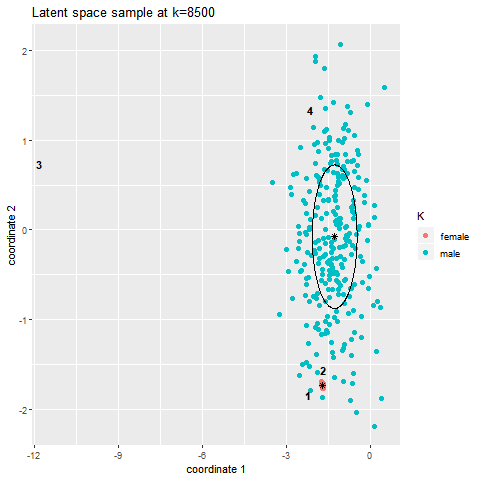 Latent space sample at k=8500
coordinate 2
2
1
0
-1
-2
4
3
2
1
-12
-9
-6
-3
0
coordinate 1
K
female
male